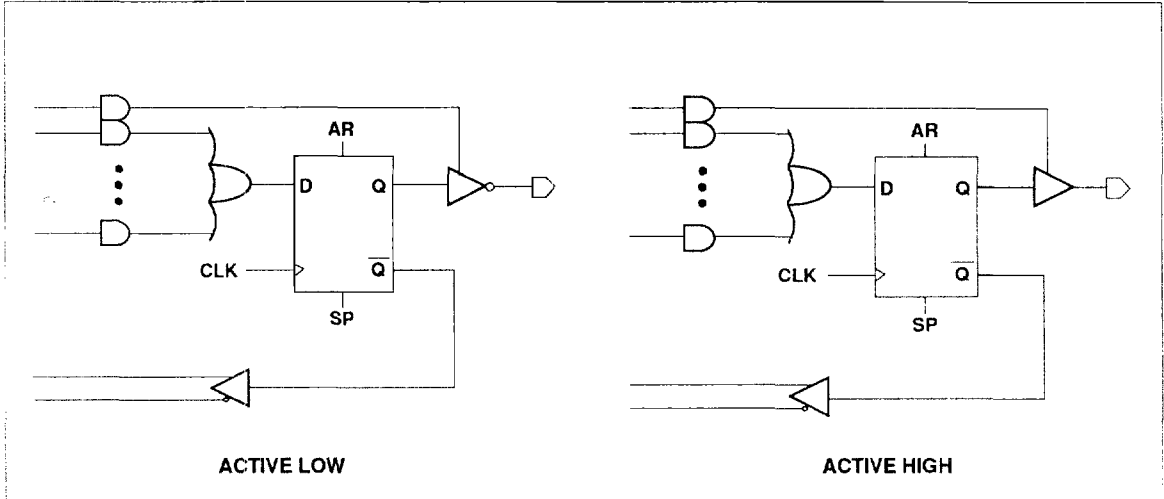 AR
D Q
CLK
Q̅
SP
ACTIVE LOW
AR
D Q
CLK
Q̅
SP
ACTIVE HIGH